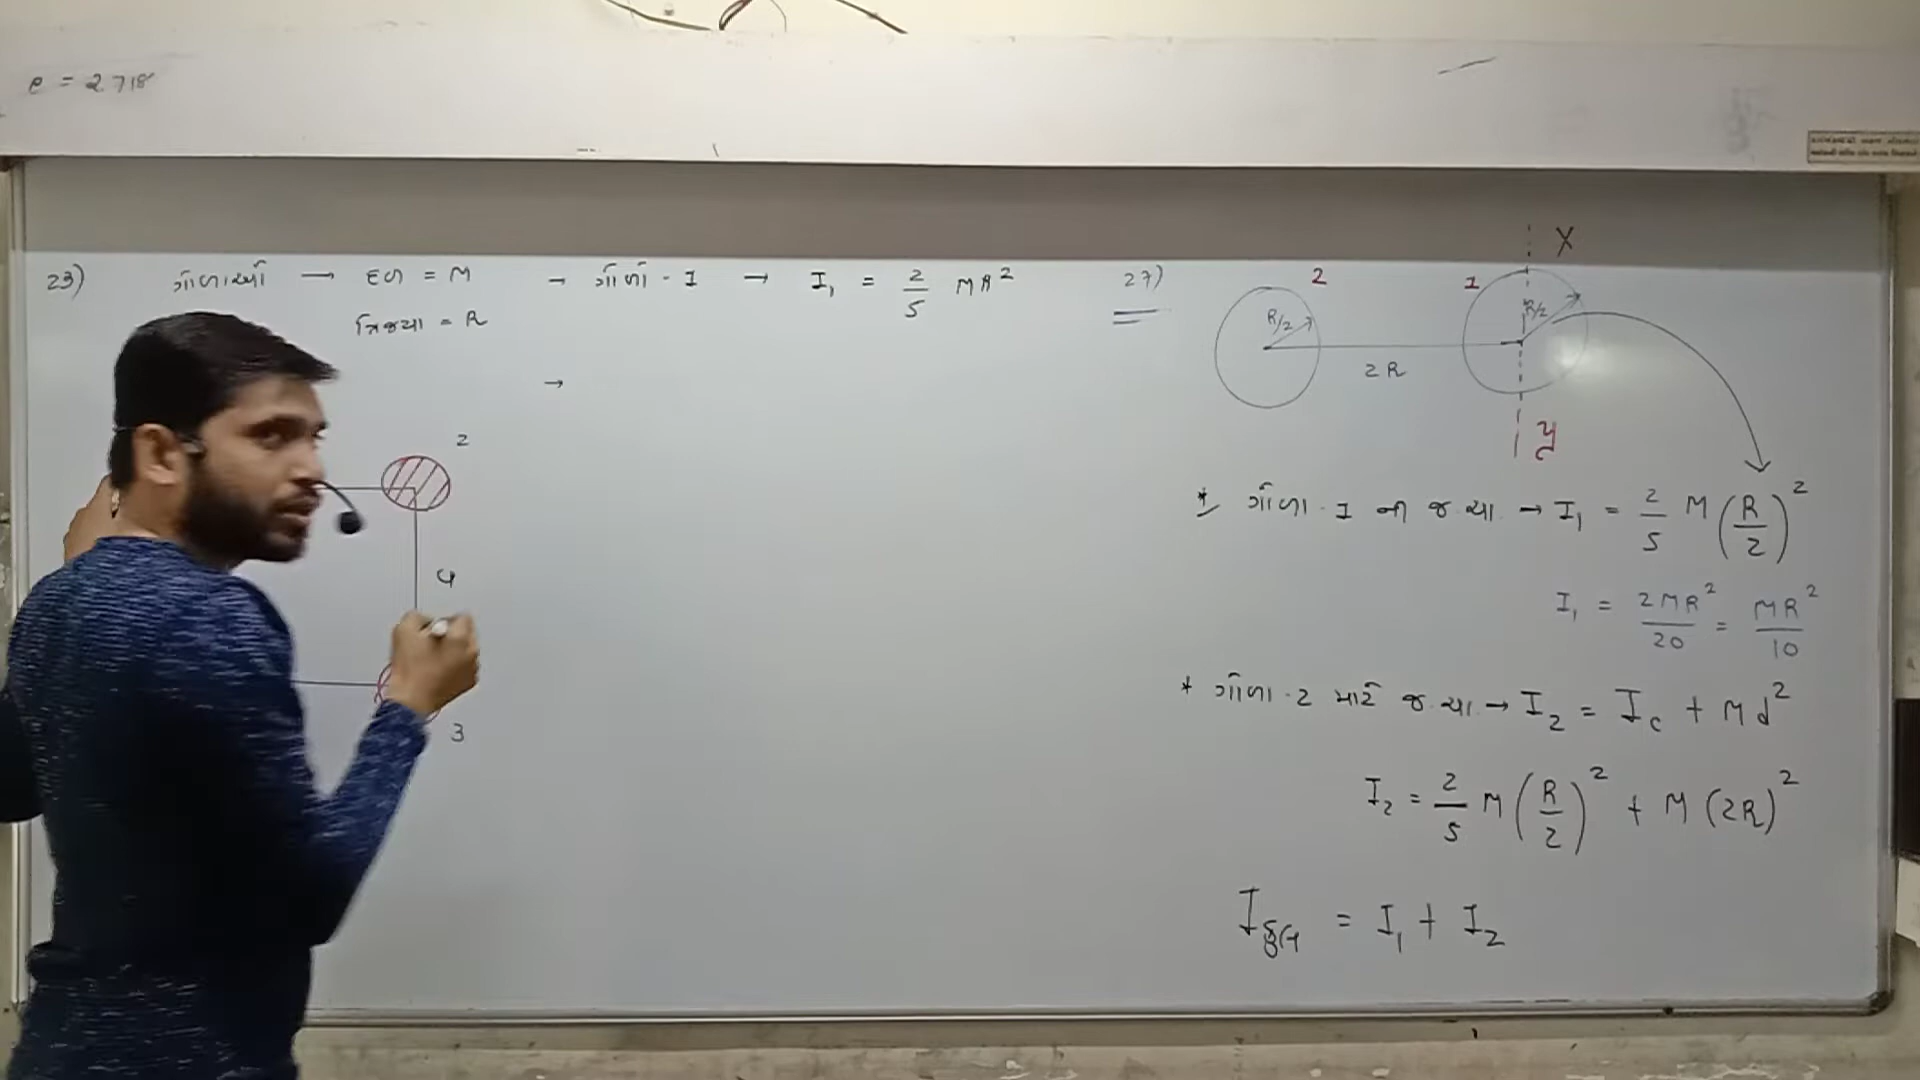 e = 2.718
23) ગોળાઓ → દળ = M
ત્રિજ્યા = R
→ ગોળા - 1 → I₁ = 2/5 MR²
→
2
4
3
27)
2 1 X
R/2 R/2
2R
y
* ગોળા - 1 ની જ.ચા. → I₁ = 2/5 M (R/2)²
I₁ = 2MR²/20 = MR²/10
* ગોળા - 2 માટે જ.ચા. → I₂ = I_c + Md²
I₂ = 2/5 M (R/2)² + M (2R)²
I કુલ = I₁ + I₂